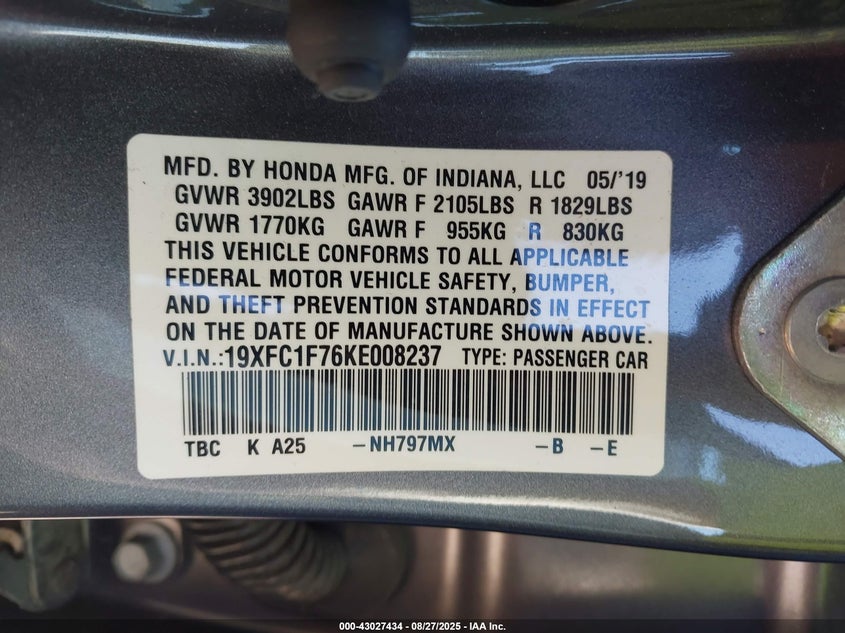 MFD. BY HONDA MFG. OF INDIANA, LLC 05/'19
GVWR 3902LBS GAWR F 2105LBS R 1829LBS
GVWR 1770KG GAWR F 955KG R 830KG
THIS VEHICLE CONFORMS TO ALL APPLICABLE
FEDERAL MOTOR VEHICLE SAFETY, BUMPER,
AND THEFT PREVENTION STANDARDS IN EFFECT
ON THE DATE OF MANUFACTURE SHOWN ABOVE.
V.I.N.:19XFC1F76KE008237 TYPE: PASSENGER CAR
TBC K A25 –NH797MX –B –E
000-43027434 - 08/27/2025 - IAA Inc.